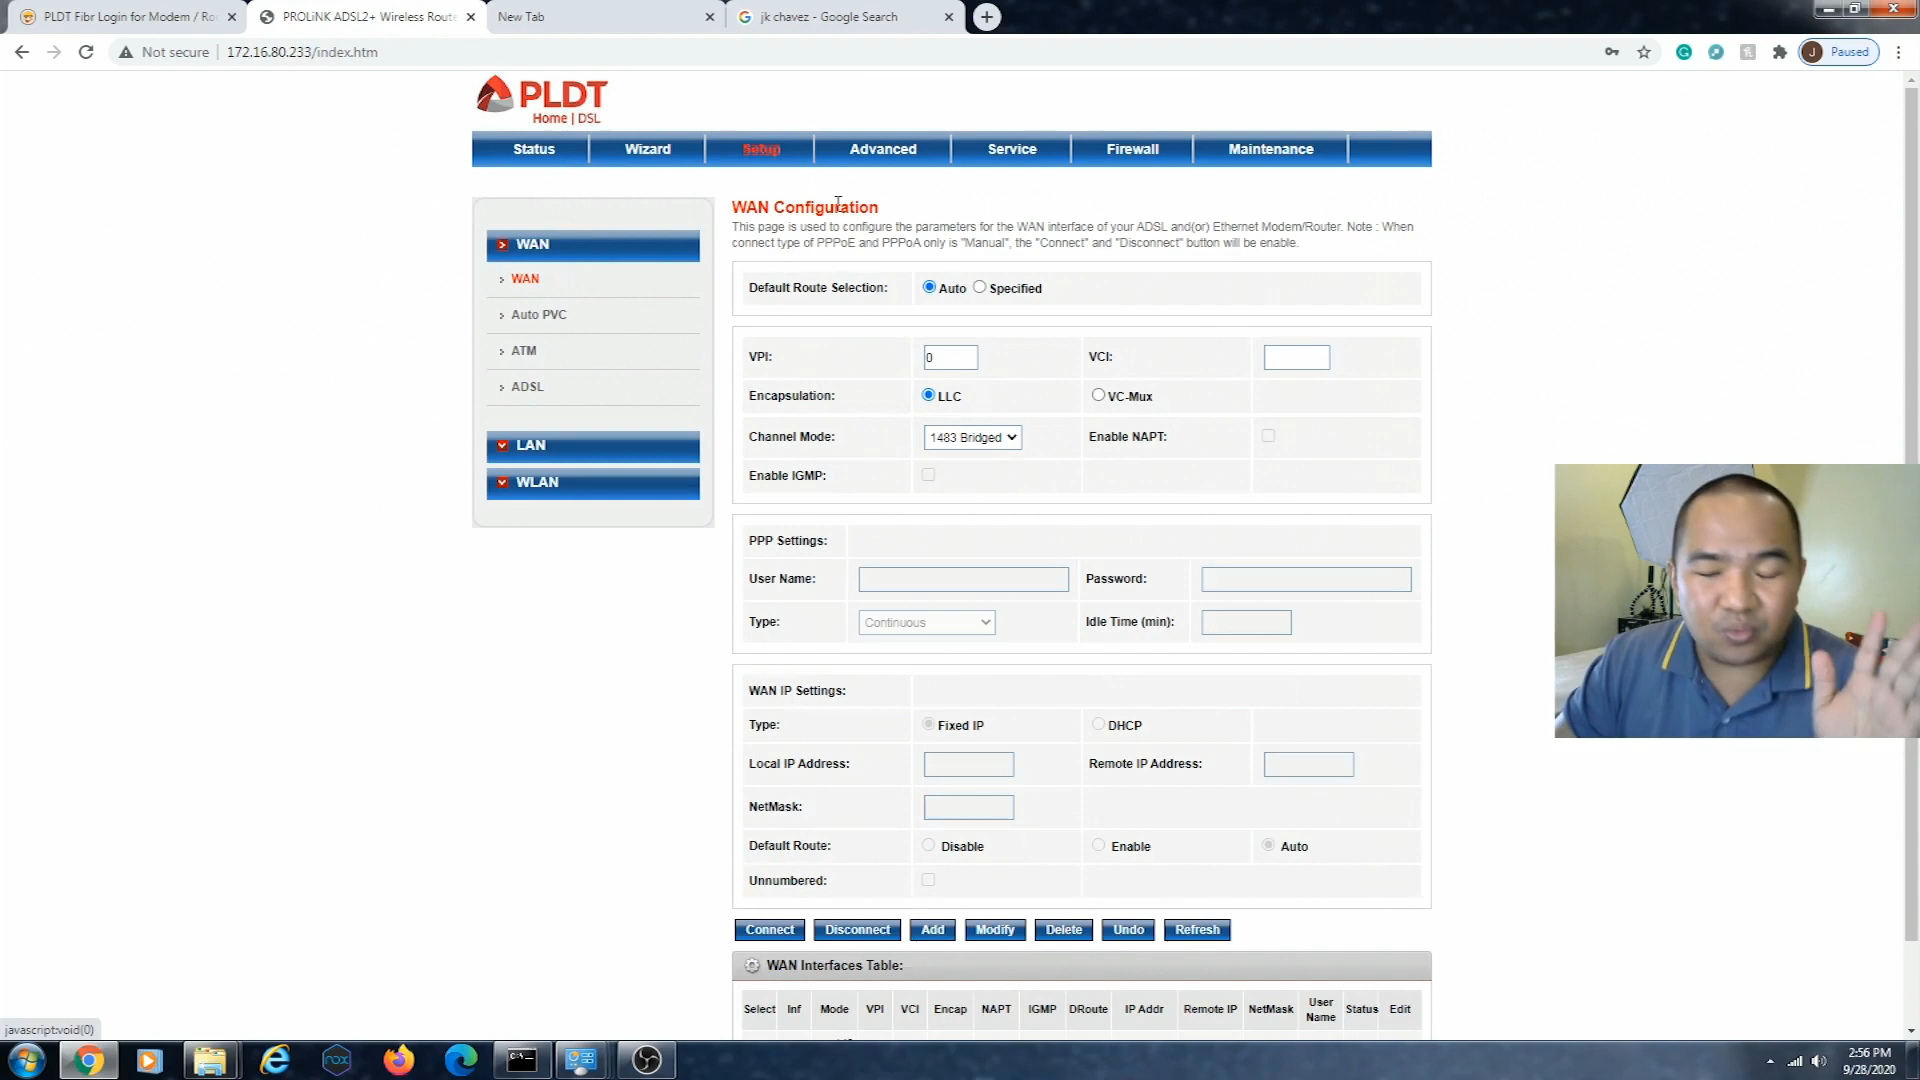 PLDT Fibr Login for Modem / Ro
PROLiNK ADSL2+ Wireless Route
New Tab
jk chavez - Google Search
Not secure
172.16.80.233/index.htm
J
Paused
PLDT
Home | DSL
Status
Wizard
Setup
Advanced
Service
Firewall
Maintenance
WAN
WAN
Auto PVC
ATM
ADSL
LAN
WLAN
WAN Configuration
This page is used to configure the parameters for the WAN interface of your ADSL and(or) Ethernet Modem/Router. Note : When
connect type of PPPoE and PPPoA only is "Manual", the "Connect" and "Disconnect" button will be enable.
Default Route Selection: Auto Specified
VPI: 0 VCI:
Encapsulation: LLC VC-Mux
Channel Mode: 1483 Bridged Enable NAPT:
Enable IGMP:
PPP Settings:
User Name: Password:
Type: Continuous Idle Time (min):
WAN IP Settings:
Type: Fixed IP DHCP
Local IP Address: Remote IP Address:
NetMask:
Default Route: Disable Enable Auto
Unnumbered:
Connect Disconnect Add Modify Delete Undo Refresh
WAN Interfaces Table:
Select Inf Mode VPI VCI Encap NAPT IGMP DRoute IP Addr Remote IP NetMask User Name Status Edit
javascript:void(0)
nox
2:56 PM
9/28/2020